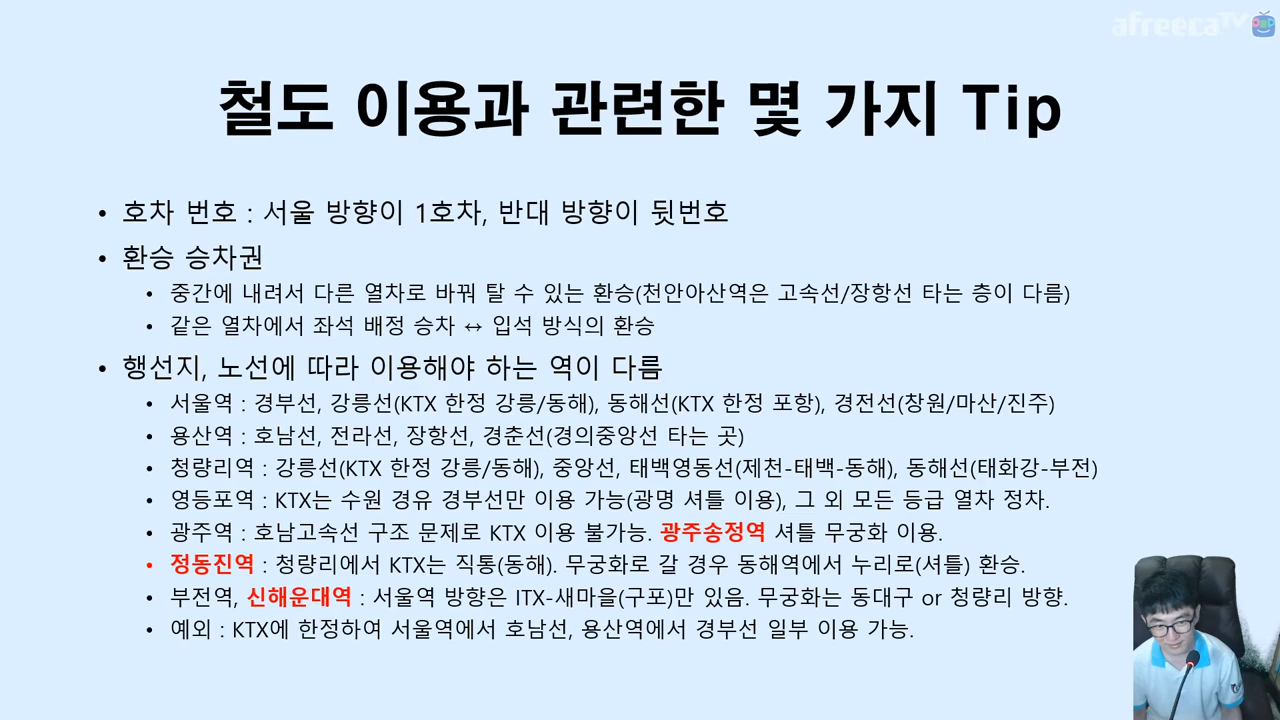 afreecaTV
철도 이용과 관련한 몇 가지 Tip
• 호차 번호 : 서울 방향이 1호차, 반대 방향이 뒷번호
• 환승 승차권
• 중간에 내려서 다른 열차로 바꿔 탈 수 있는 환승(천안아산역은 고속선/장항선 타는 층이 다름)
• 같은 열차에서 좌석 배정 승차 ↔ 입석 방식의 환승
• 행선지, 노선에 따라 이용해야 하는 역이 다름
• 서울역 : 경부선, 강릉선(KTX 한정 강릉/동해), 동해선(KTX 한정 포항), 경전선(창원/마산/진주)
• 용산역 : 호남선, 전라선, 장항선, 경춘선(경의중앙선 타는 곳)
• 청량리역 : 강릉선(KTX 한정 강릉/동해), 중앙선, 태백영동선(제천-태백-동해), 동해선(태화강-부전)
• 영등포역 : KTX는 수원 경유 경부선만 이용 가능(광명 셔틀 이용), 그 외 모든 등급 열차 정차.
• 광주역 : 호남고속선 구조 문제로 KTX 이용 불가능. 광주송정역 셔틀 무궁화 이용.
• 정동진역 : 청량리에서 KTX는 직통(동해). 무궁화로 갈 경우 동해역에서 누리로(셔틀) 환승.
• 부전역, 신해운대역 : 서울역 방향은 ITX-새마을(구포)만 있음. 무궁화는 동대구 or 청량리 방향.
• 예외 : KTX에 한정하여 서울역에서 호남선, 용산역에서 경부선 일부 이용 가능.